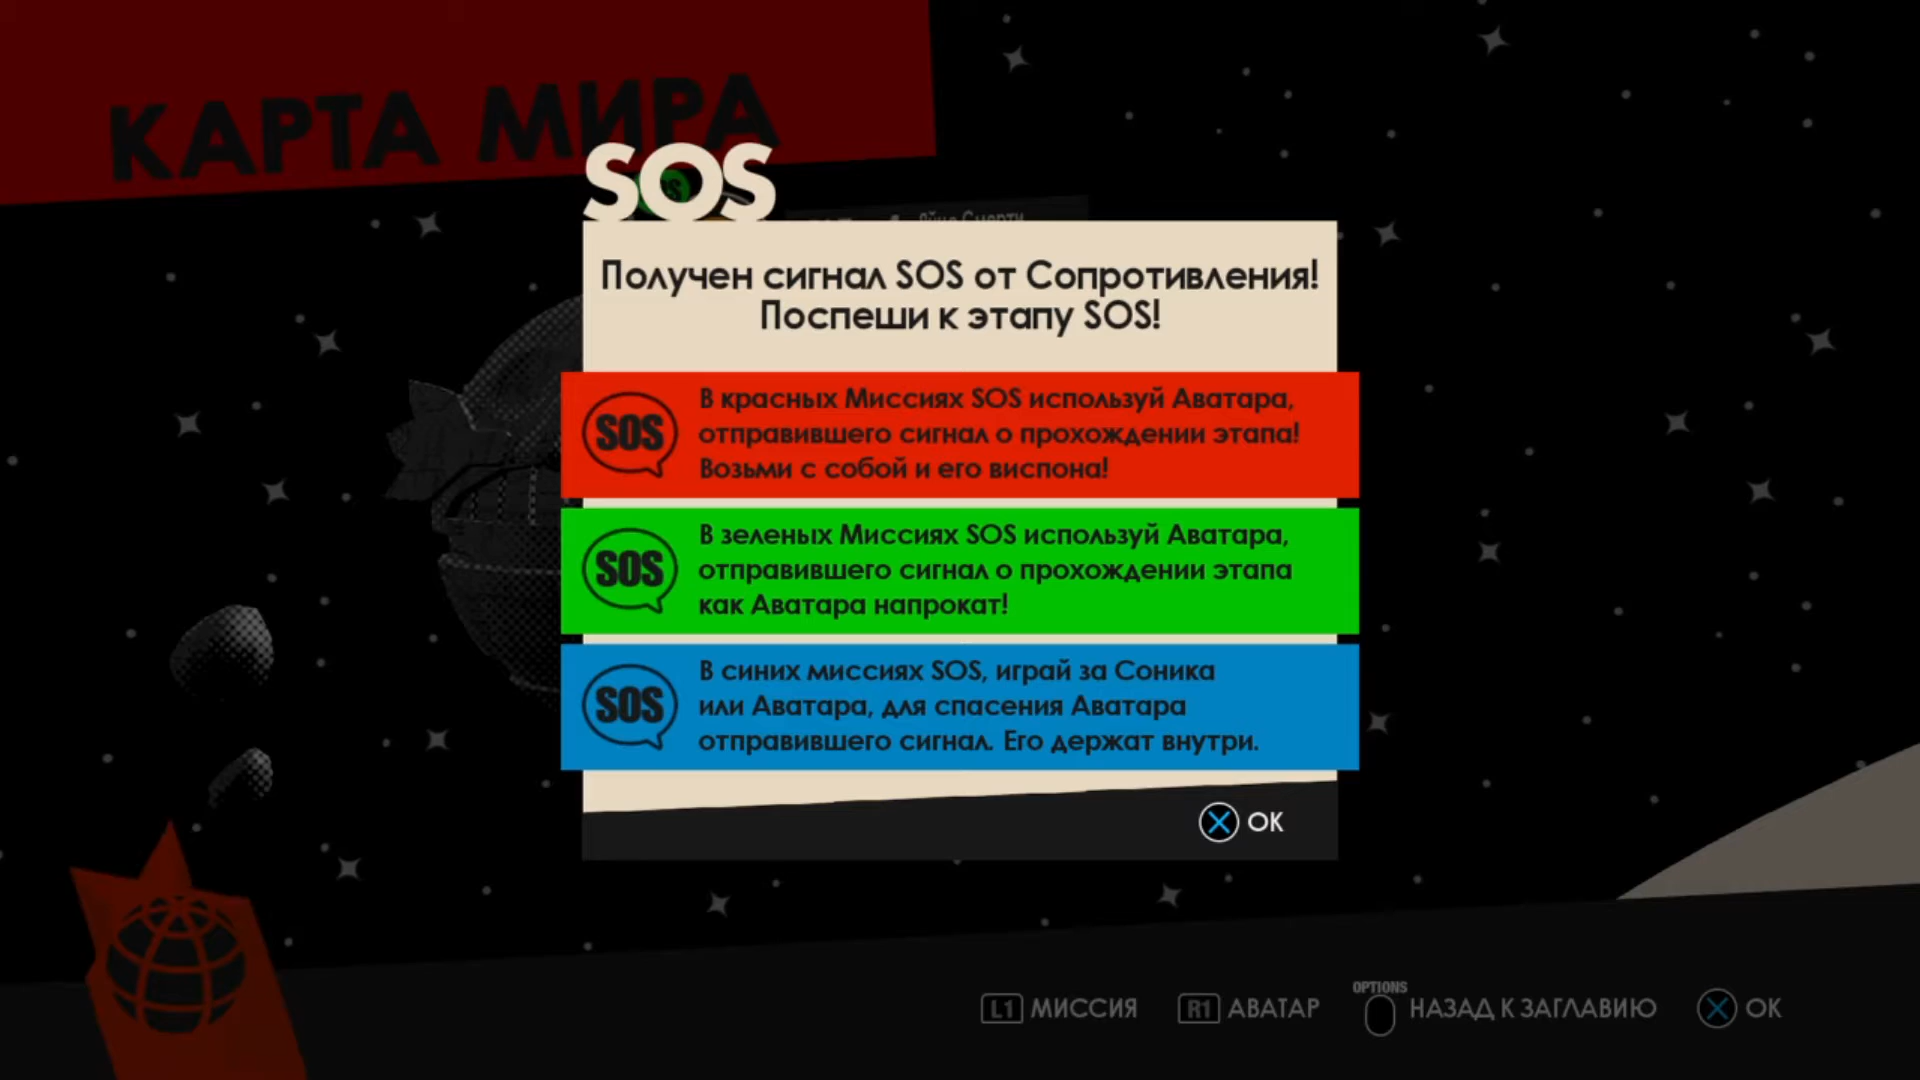 КАРТА МИРА
SOS
Яйцо Смерти
Получен сигнал SOS от Сопротивления!
Поспеши к этапу SOS!
SOS
В красных Миссиях SOS используй Аватара,
отправившего сигнал о прохождении этапа!
Возьми с собой и его виспона!
SOS
В зеленых Миссиях SOS используй Аватара,
отправившего сигнал о прохождении этапа
как Аватара напрокат!
SOS
В синих миссиях SOS, играй за Соника
или Аватара, для спасения Аватара
отправившего сигнал. Его держат внутри.
OK
L1 МИССИЯ
R1 АВАТАР
OPTIONS
НАЗАД К ЗАГЛАВИЮ
OK